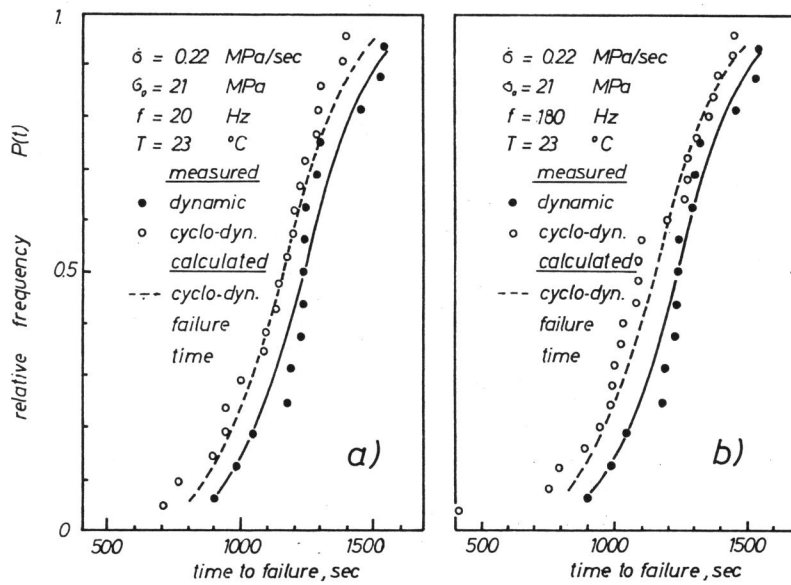 1.
0.5
0
relative frequency P(t)
σ̇ = 0.22 MPa/sec
σₒ = 21 MPa
f = 20 Hz
T = 23 °C
measured
● dynamic
○ cyclo-dyn.
calculated
--- cyclo-dyn.
failure
time
a)
500 1000 1500
time to failure, sec
σ̇ = 0.22 MPa/sec
σₒ = 21 MPa
f = 180 Hz
T = 23 °C
measured
● dynamic
○ cyclo-dyn.
calculated
--- cyclo-dyn.
failure
time
b)
500 1000 1500
time to failure, sec